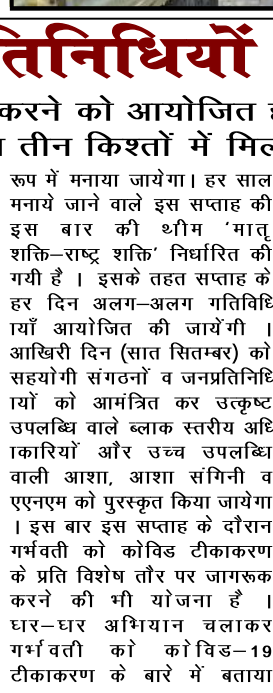 तिनिधियों
करने को आयोजित
तीन किश्तों में मिल
रूप में मनाया जायेगा। हर साल
मनाये जाने वाले इस सप्ताह की
इस बार की थीम 'मातृ
शक्ति–राष्ट्र शक्ति' निर्धारित की
गयी है । इसके तहत सप्ताह के
हर दिन अलग–अलग गतिविधि
ायाँ आयोजित की जायेंगी ।
आखिरी दिन (सात सितम्बर) को
सहयोगी संगठनों व जनप्रतिनिधि
ायों को आमंत्रित कर उत्कृष्ट
उपलब्धि वाले ब्लाक स्तरीय अधि
ाकारियों और उच्च उपलब्धि
वाली आशा, आशा संगिनी व
एएनएम को पुरस्कृत किया जायेगा
। इस बार इस सप्ताह के दौरान
गर्भवती को कोविड टीकाकरण
के प्रति विशेष तौर पर जागरूक
करने की भी योजना है ।
घर–घर अभियान चलाकर
गर्भवती को कोविड–19
टीकाकरण के बारे में बताया